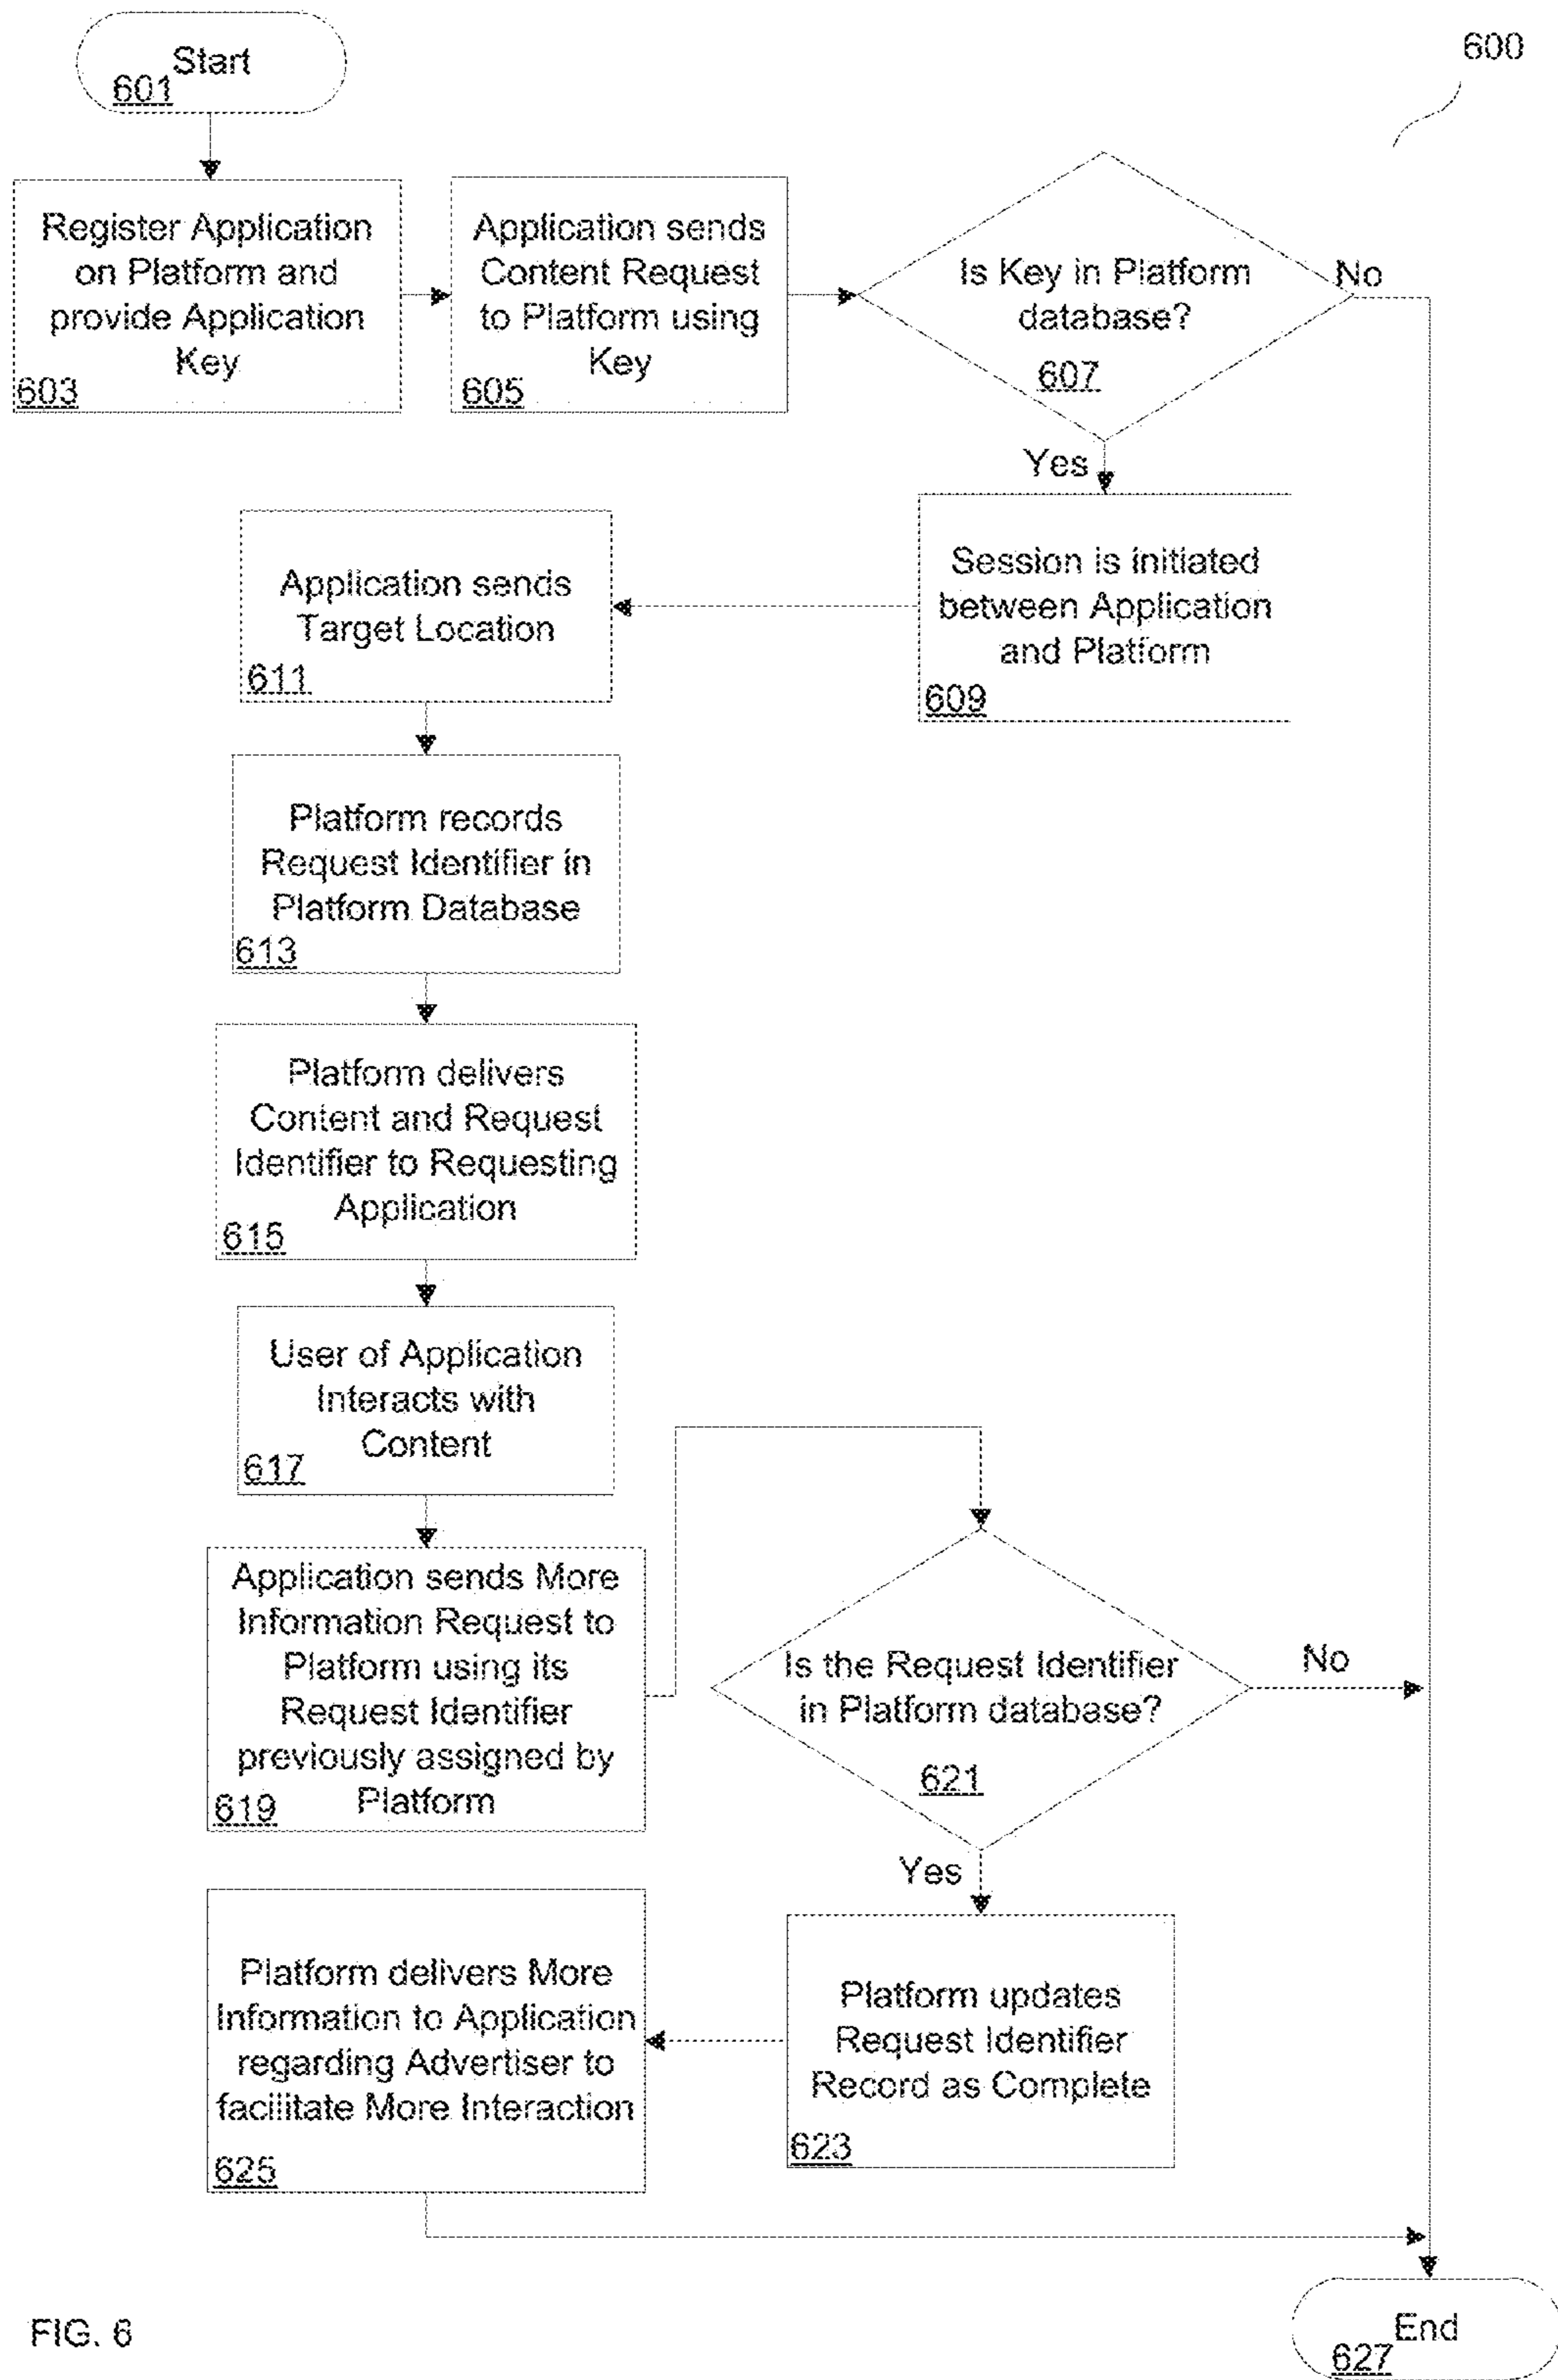 600
Start
601
Register Application
on Platform and
provide Application
Key
603
Application sends
Content Request
to Platform using
Key
605
Is Key in Platform
database?
607
No
Yes
Session is initiated
between Application
and Platform
609
Application sends
Target Location
611
Platform records
Request Identifier in
Platform Database
613
Platform delivers
Content and Request
Identifier to Requesting
Application
615
User of Application
Interacts with
Content
617
Application sends More
Information Request to
Platform using its
Request Identifier
previously assigned by
Platform
619
Is the Request Identifier
in Platform database?
621
No
Yes
Platform updates
Request Identifier
Record as Complete
623
Platform delivers More
Information to Application
regarding Advertiser to
facilitate More Interaction
625
End
627
FIG. 6